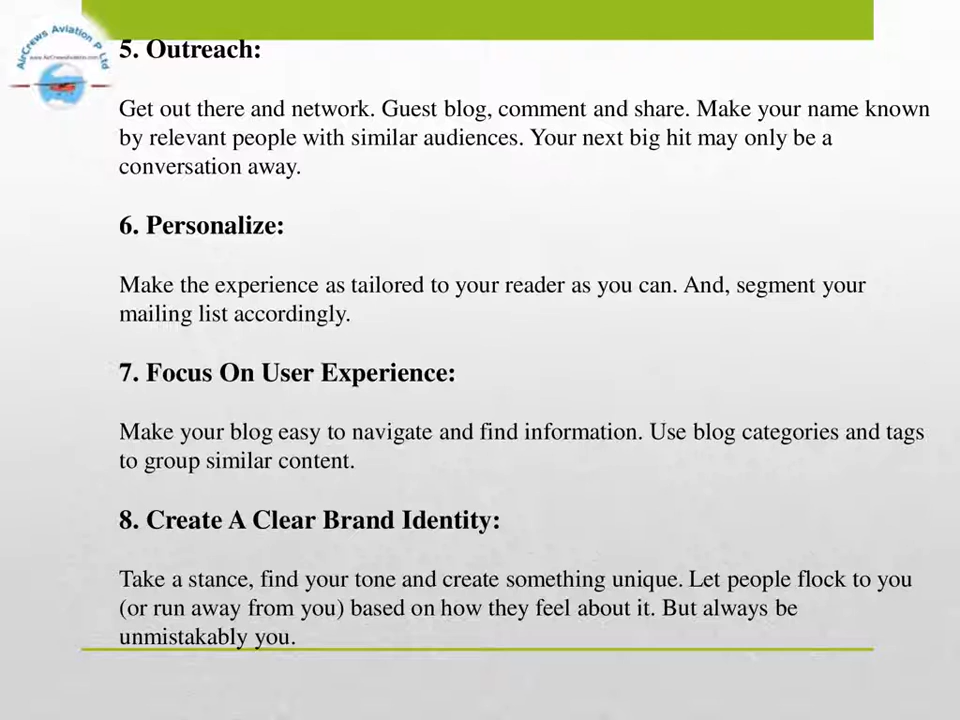 AirCrews Aviation P Ltd
www.AirCrewsAviation.com
5. Outreach:
Get out there and network. Guest blog, comment and share. Make your name known
by relevant people with similar audiences. Your next big hit may only be a
conversation away.
6. Personalize:
Make the experience as tailored to your reader as you can. And, segment your
mailing list accordingly.
7. Focus On User Experience:
Make your blog easy to navigate and find information. Use blog categories and tags
to group similar content.
8. Create A Clear Brand Identity:
Take a stance, find your tone and create something unique. Let people flock to you
(or run away from you) based on how they feel about it. But always be
unmistakably you.